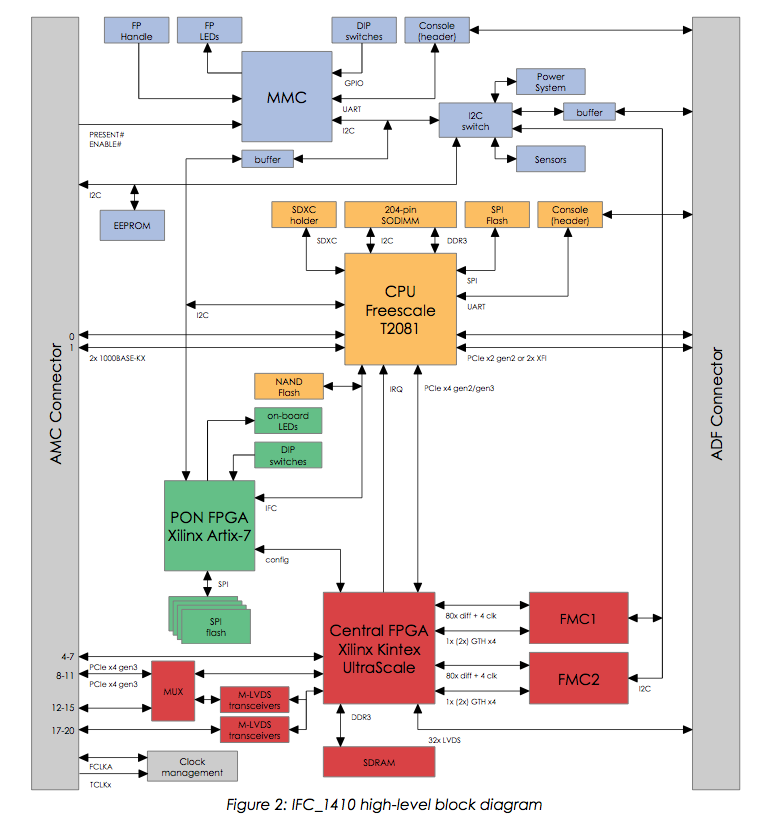 FP
Handle
FP
LEDs
DIP
switches
Console
(header)
MMC
GPIO
UART
I2C
Power
System
I2C
switch
buffer
Sensors
PRESENT#
ENABLE#
buffer
I2C
EEPROM
SDXC
holder
204-pin
SODIMM
SPI
Flash
Console
(header)
SDXC
I2C
DDR3
SPI
UART
CPU
Freescale
T2081
I2C
0
1
2x 1000BASE-KX
PCIe x2 gen2 or 2x XFI
AMC Connector
ADF Connector
NAND
Flash
IRQ
PCIe x4 gen2/gen3
on-board
LEDs
DIP
switches
IFC
PON FPGA
Xilinx Artix-7
config
SPI
SPI
flash
Central FPGA
Xilinx Kintex
UltraScale
80x diff + 4 clk
FMC1
1x (2x) GTH x4
80x diff + 4 clk
FMC2
1x (2x) GTH x4
I2C
4-7
PCIe x4 gen3
8-11
PCIe x4 gen3
MUX
12-15
M-LVDS
transceivers
17-20
M-LVDS
transceivers
DDR3
32x LVDS
SDRAM
FCLKA
TCLKx
Clock
management
Figure 2: IFC_1410 high-level block diagram